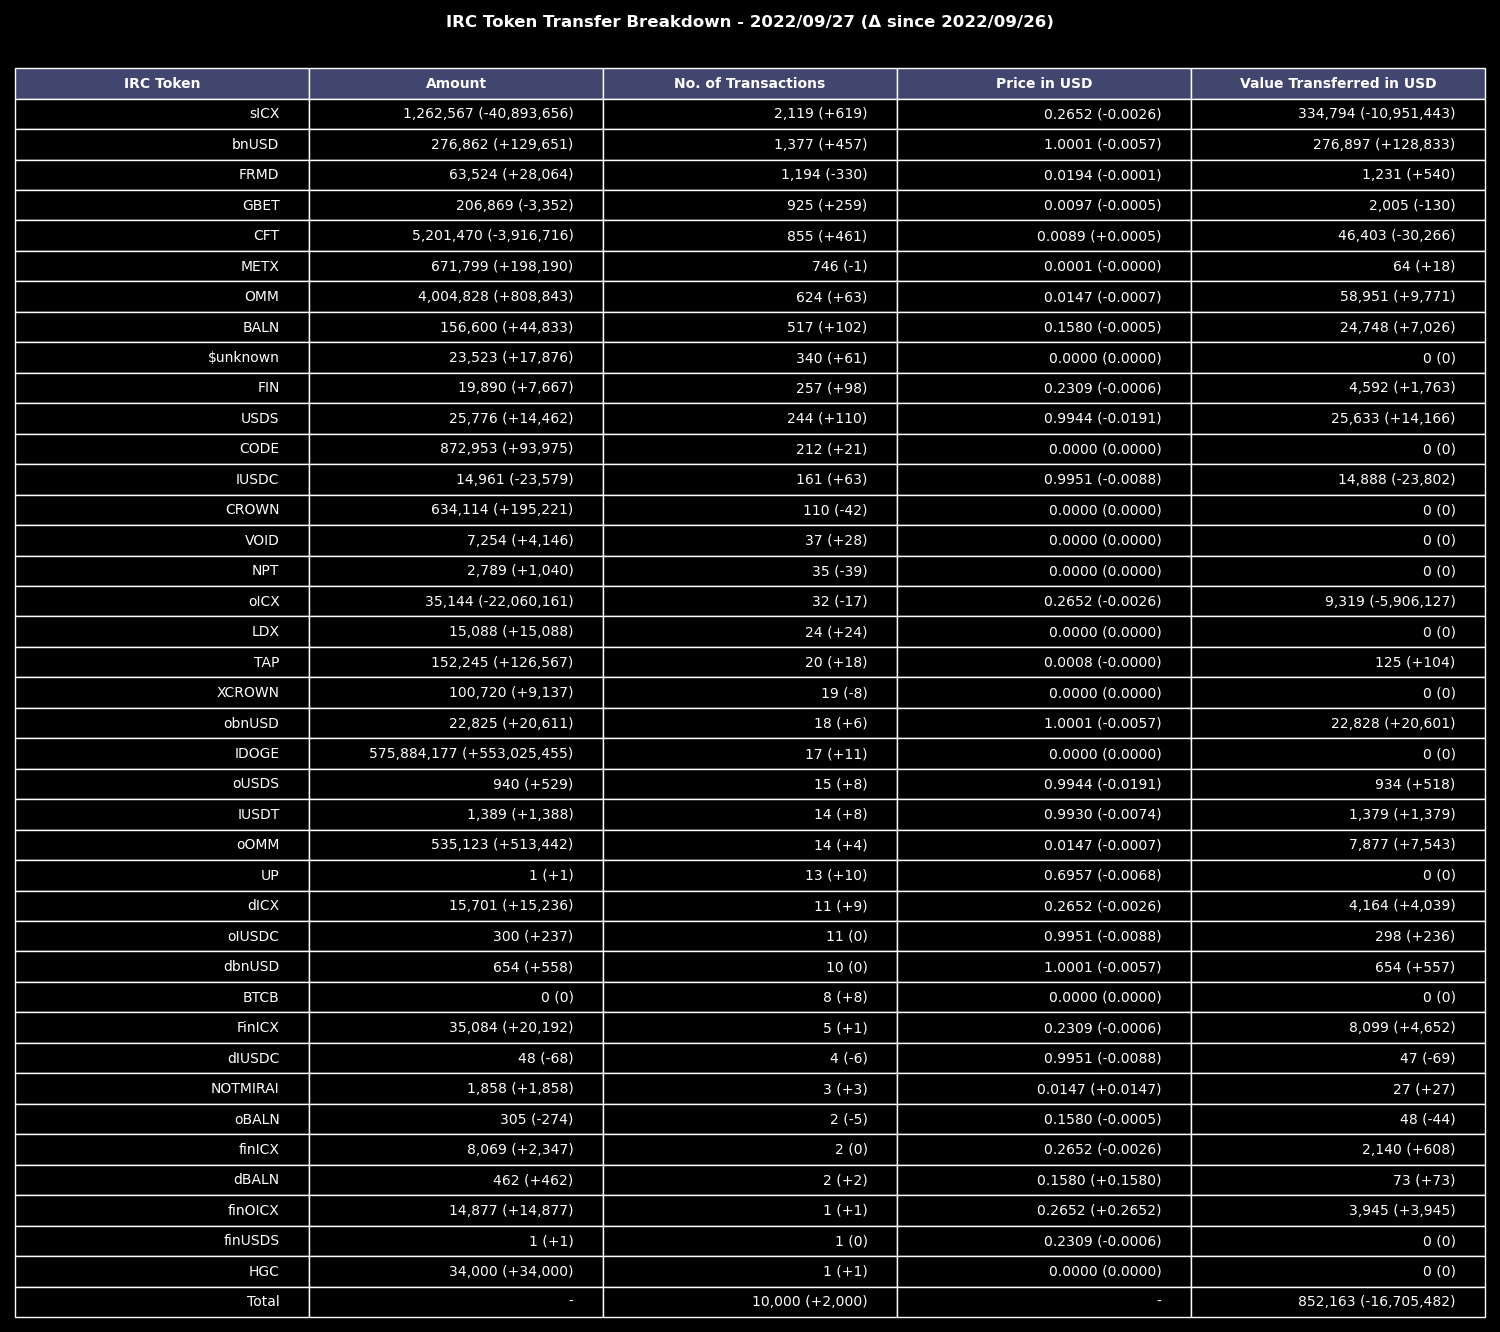 IRC Token Transfer Breakdown - 2022/09/27 (Δ since 2022/09/26)
IRC Token Amount No. of Transactions Price in USD Value Transferred in USD
sICX 1,262,567 (-40,893,656) 2,119 (+619) 0.2652 (-0.0026) 334,794 (-10,951,443)
bnUSD 276,862 (+129,651) 1,377 (+457) 1.0001 (-0.0057) 276,897 (+128,833)
FRMD 63,524 (+28,064) 1,194 (-330) 0.0194 (-0.0001) 1,231 (+540)
GBET 206,869 (-3,352) 925 (+259) 0.0097 (-0.0005) 2,005 (-130)
CFT 5,201,470 (-3,916,716) 855 (+461) 0.0089 (+0.0005) 46,403 (-30,266)
METX 671,799 (+198,190) 746 (-1) 0.0001 (-0.0000) 64 (+18)
OMM 4,004,828 (+808,843) 624 (+63) 0.0147 (-0.0007) 58,951 (+9,771)
BALN 156,600 (+44,833) 517 (+102) 0.1580 (-0.0005) 24,748 (+7,026)
$unknown 23,523 (+17,876) 340 (+61) 0.0000 (0.0000) 0 (0)
FIN 19,890 (+7,667) 257 (+98) 0.2309 (-0.0006) 4,592 (+1,763)
USDS 25,776 (+14,462) 244 (+110) 0.9944 (-0.0191) 25,633 (+14,166)
CODE 872,953 (+93,975) 212 (+21) 0.0000 (0.0000) 0 (0)
IUSDC 14,961 (-23,579) 161 (+63) 0.9951 (-0.0088) 14,888 (-23,802)
CROWN 634,114 (+195,221) 110 (-42) 0.0000 (0.0000) 0 (0)
VOID 7,254 (+4,146) 37 (+28) 0.0000 (0.0000) 0 (0)
NPT 2,789 (+1,040) 35 (-39) 0.0000 (0.0000) 0 (0)
oICX 35,144 (-22,060,161) 32 (-17) 0.2652 (-0.0026) 9,319 (-5,906,127)
LDX 15,088 (+15,088) 24 (+24) 0.0000 (0.0000) 0 (0)
TAP 152,245 (+126,567) 20 (+18) 0.0008 (-0.0000) 125 (+104)
XCROWN 100,720 (+9,137) 19 (-8) 0.0000 (0.0000) 0 (0)
obnUSD 22,825 (+20,611) 18 (+6) 1.0001 (-0.0057) 22,828 (+20,601)
IDOGE 575,884,177 (+553,025,455) 17 (+11) 0.0000 (0.0000) 0 (0)
oUSDS 940 (+529) 15 (+8) 0.9944 (-0.0191) 934 (+518)
IUSDT 1,389 (+1,388) 14 (+8) 0.9930 (-0.0074) 1,379 (+1,379)
oOMM 535,123 (+513,442) 14 (+4) 0.0147 (-0.0007) 7,877 (+7,543)
UP 1 (+1) 13 (+10) 0.6957 (-0.0068) 0 (0)
dICX 15,701 (+15,236) 11 (+9) 0.2652 (-0.0026) 4,164 (+4,039)
oIUSDC 300 (+237) 11 (0) 0.9951 (-0.0088) 298 (+236)
dbnUSD 654 (+558) 10 (0) 1.0001 (-0.0057) 654 (+557)
BTCB 0 (0) 8 (+8) 0.0000 (0.0000) 0 (0)
FinICX 35,084 (+20,192) 5 (+1) 0.2309 (-0.0006) 8,099 (+4,652)
dIUSDC 48 (-68) 4 (-6) 0.9951 (-0.0088) 47 (-69)
NOTMIRAI 1,858 (+1,858) 3 (+3) 0.0147 (+0.0147) 27 (+27)
oBALN 305 (-274) 2 (-5) 0.1580 (-0.0005) 48 (-44)
finICX 8,069 (+2,347) 2 (0) 0.2652 (-0.0026) 2,140 (+608)
dBALN 462 (+462) 2 (+2) 0.1580 (+0.1580) 73 (+73)
finOICX 14,877 (+14,877) 1 (+1) 0.2652 (+0.2652) 3,945 (+3,945)
finUSDS 1 (+1) 1 (0) 0.2309 (-0.0006) 0 (0)
HGC 34,000 (+34,000) 1 (+1) 0.0000 (0.0000) 0 (0)
Total - 10,000 (+2,000) - 852,163 (-16,705,482)